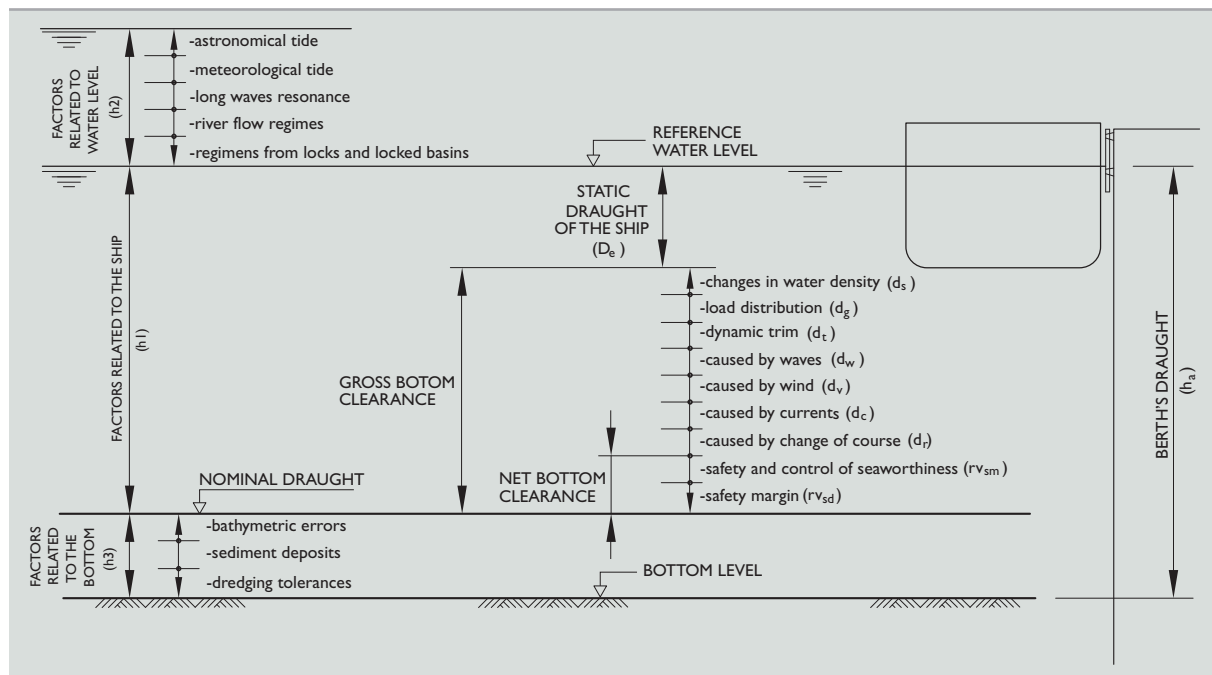 FACTORS
RELATED TO
WATER LEVEL
(h2)
-astronomical tide
-meteorological tide
-long waves resonance
-river flow regimes
-regimens from locks and locked basins
REFERENCE
WATER LEVEL
STATIC
DRAUGHT
OF THE SHIP
(De)
FACTORS RELATED TO THE SHIP
(h1)
GROSS BOTOM
CLEARANCE
-changes in water density (ds)
-load distribution (dg)
-dynamic trim (dt)
-caused by waves (dw)
-caused by wind (dv)
-caused by currents (dc)
-caused by change of course (dr)
-safety and control of seaworthiness (rvsm)
-safety margin (rvsd)
NET BOTTOM
CLEARANCE
BERTH'S DRAUGHT
(ha)
NOMINAL DRAUGHT
FACTORS
RELATED
TO THE
BOTTOM
(h3)
-bathymetric errors
-sediment deposits
-dredging tolerances
BOTTOM LEVEL